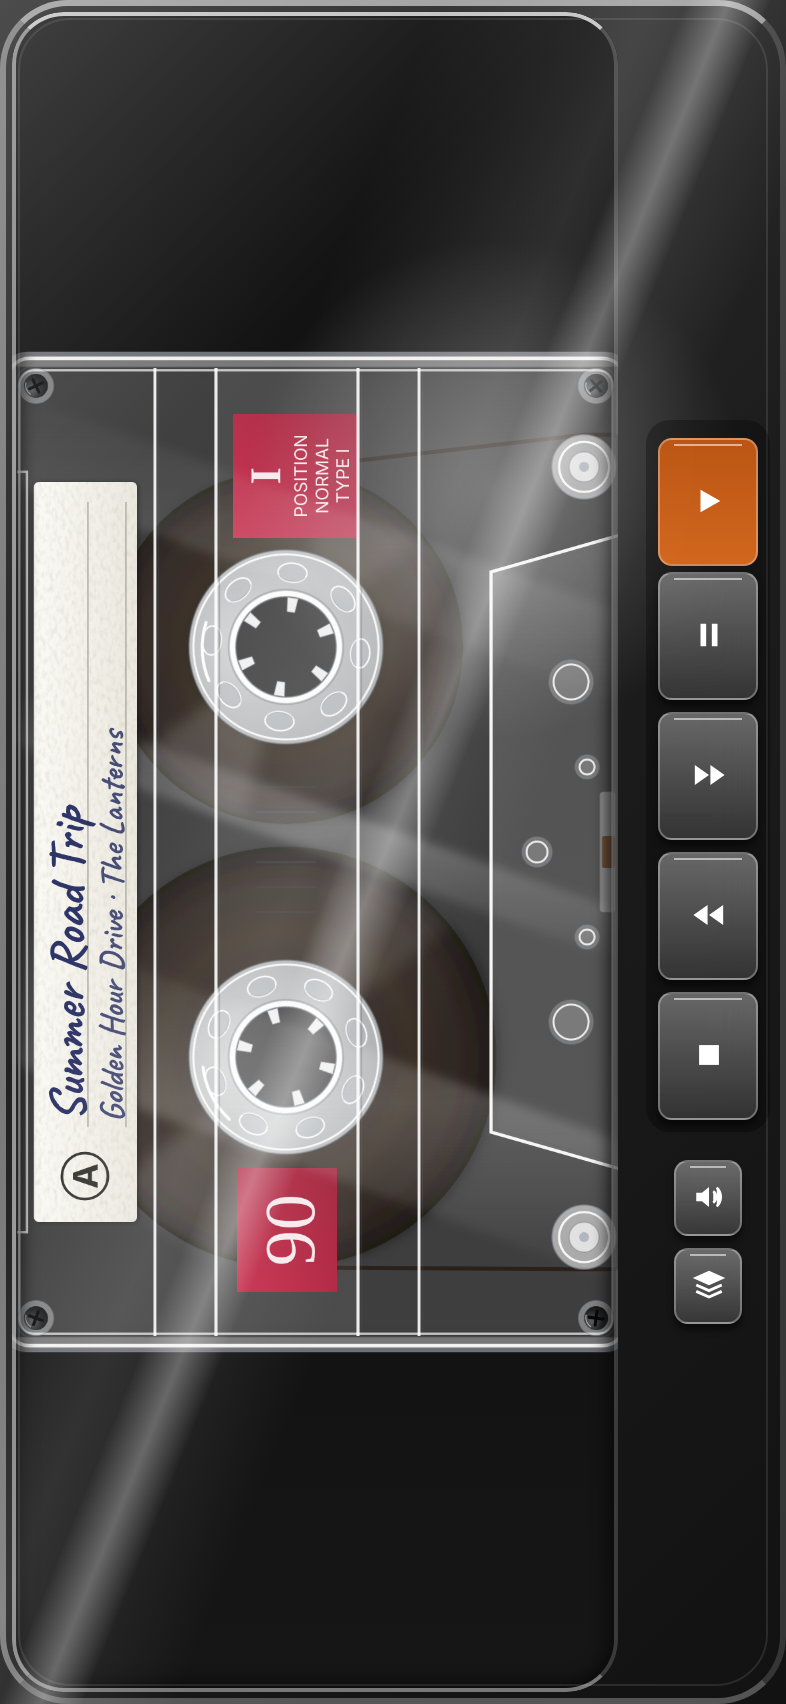 A
Summer Road Trip
Golden Hour Drive · The Lanterns
90
I
POSITION
NORMAL
TYPE I